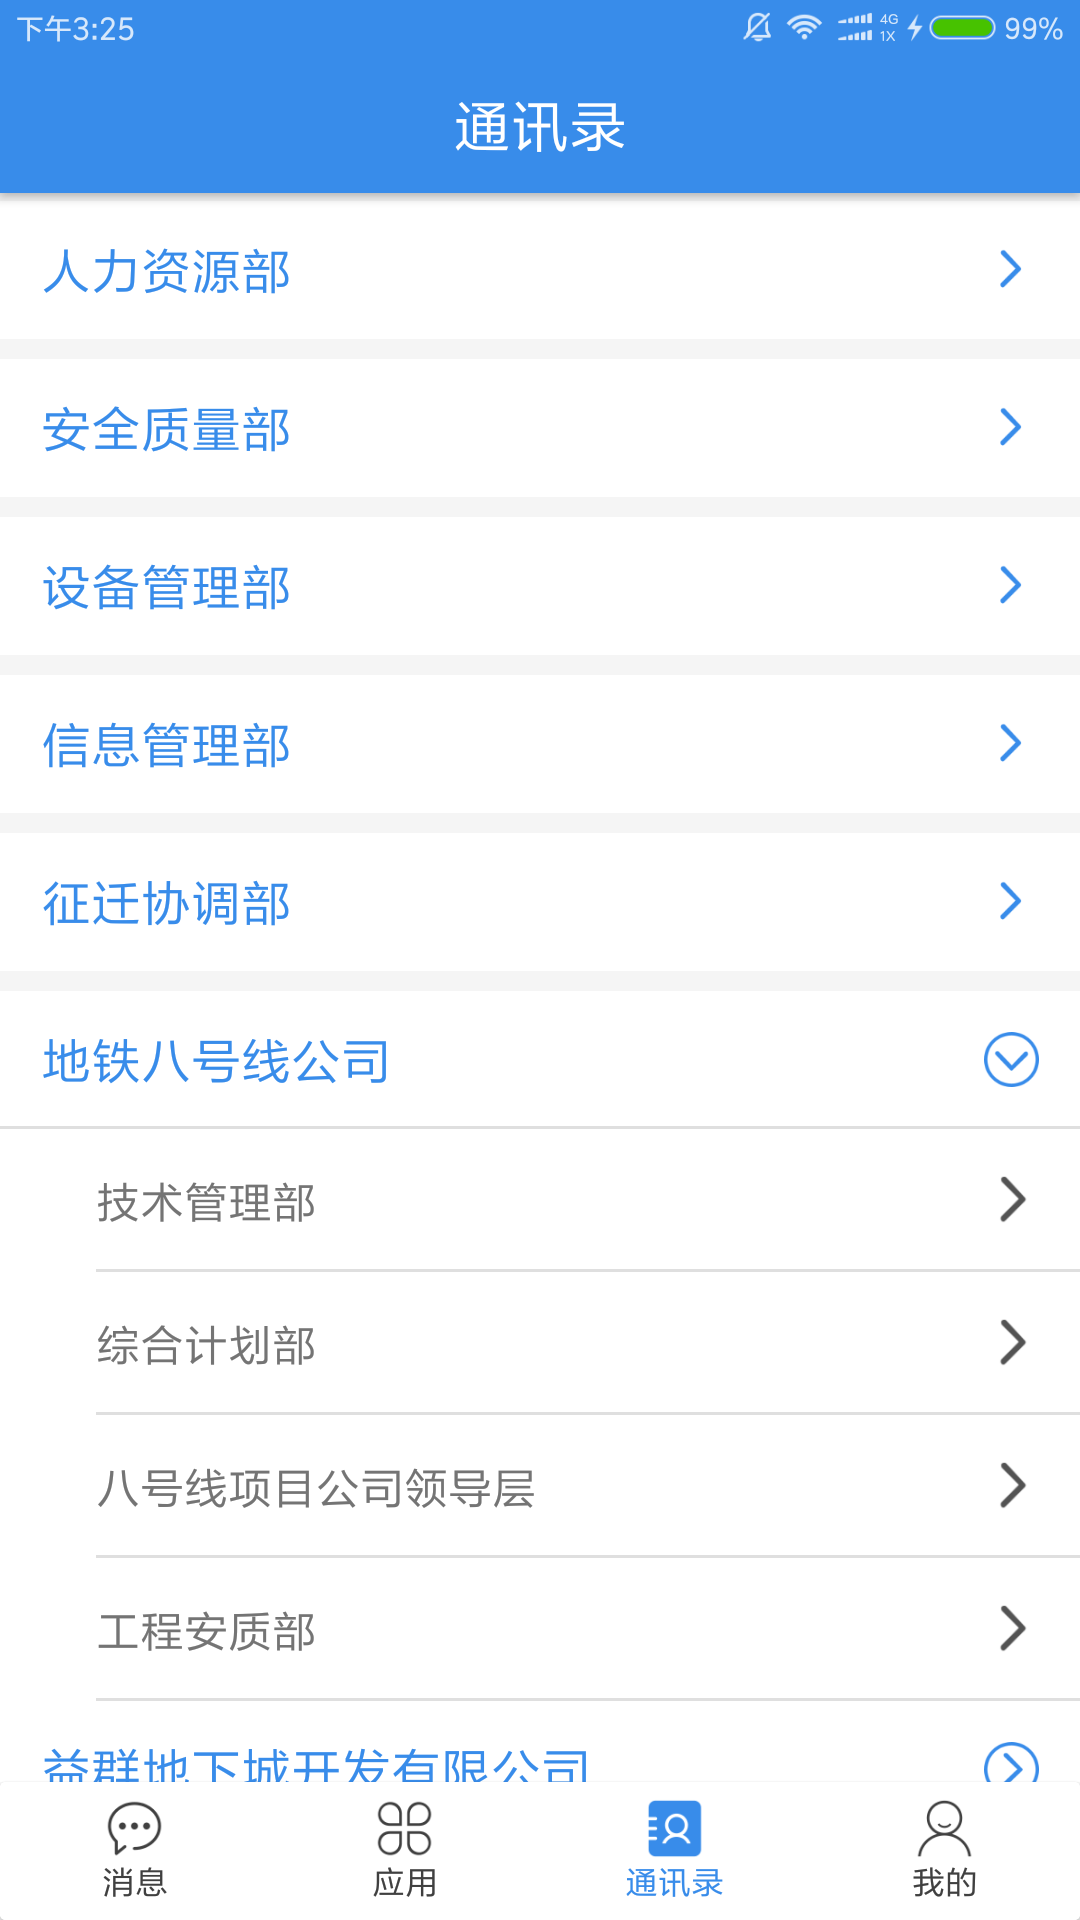 下午3:25
4G
1X
99%
通讯录
人力资源部
安全质量部
设备管理部
信息管理部
征迁协调部
地铁八号线公司
技术管理部
综合计划部
八号线项目公司领导层
工程安质部
益群地下城开发有限公司
消息
应用
通讯录
我的